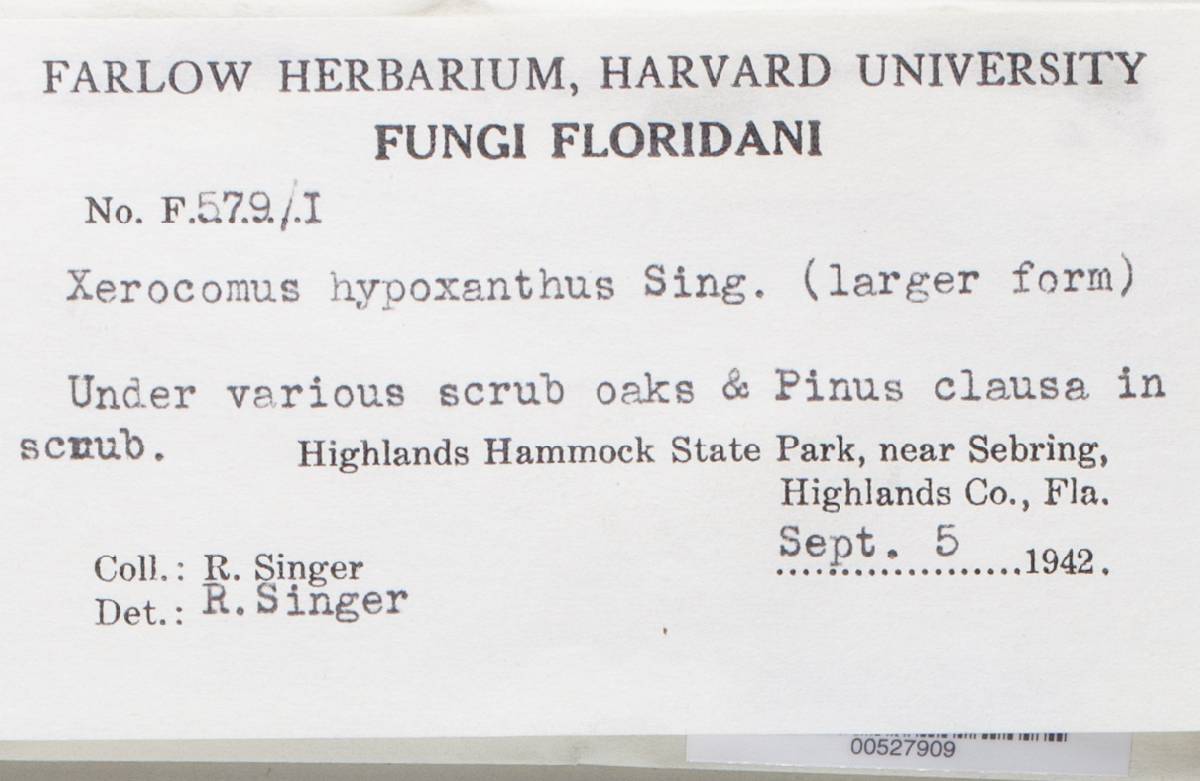 FARLOW HERBARIUM, HARVARD UNIVERSITY
FUNGI FLORIDANI
No. F.579./.I
Xerocomus hypoxanthus Sing. (larger form)
Under various scrub oaks & Pinus clausa in
scrub.
Highlands Hammock State Park, near Sebring,
Highlands Co., Fla.
Sept. 5 1942.
Coll.: R. Singer
Det.: R. Singer
00527909